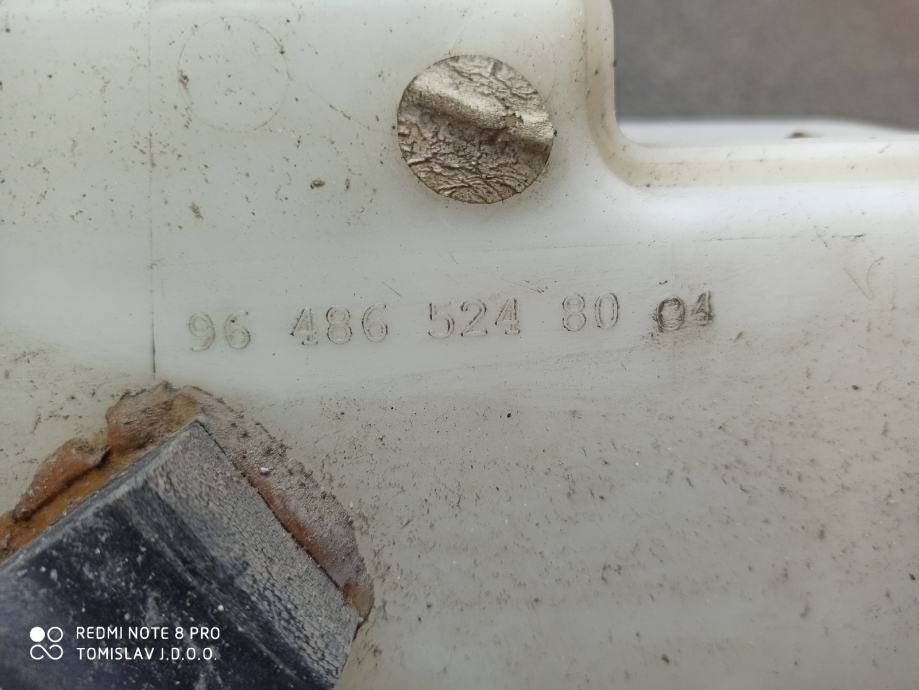 96 486 524 80 04
REDMI NOTE 8 PRO
TOMISLAV J.D.O.O.